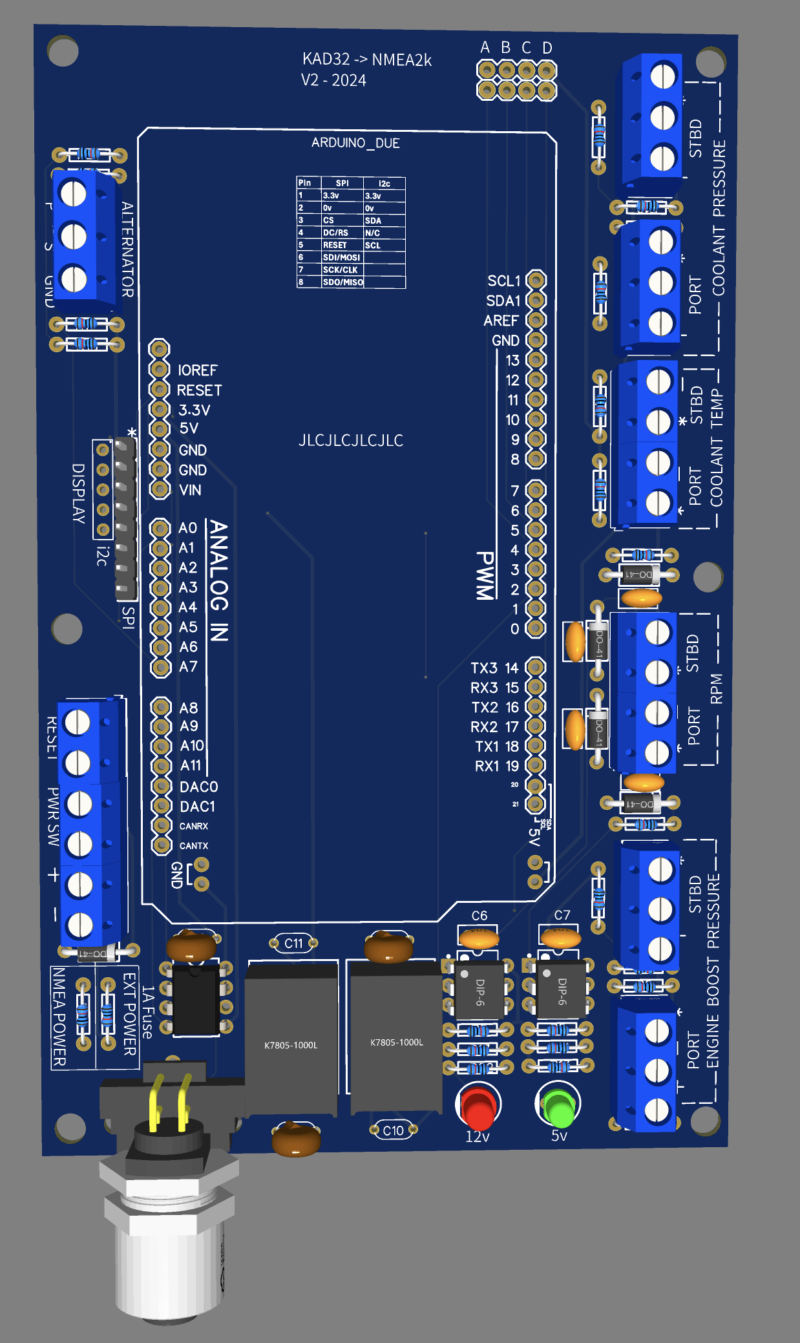 A B C D
KAD32 -> NMEA2k
V2 - 2024
ARDUINO_DUE
Pin SPI I2c
1 3.3v 3.3v
2 0v 0v
3 CS SDA
4 DC/RS N/C
5 RESET SCL
6 SDI/MOSI
7 SCK/CLK
8 SDO/MISO
ALTERNATOR
GND
STBD
PORT
COOLANT PRESSURE
STBD
*
PORT
COOLANT TEMP
SCL1
SDA1
AREF
GND
13
12
11
10
9
8
7
6
5
4
3
2
1
0
PWM
IOREF
RESET
3.3V
5V
GND
GND
VIN
JLCJLCJLCJLC
*
DISPLAY
i2c
SPI
A0
A1
A2
A3
A4
A5
A6
A7
ANALOG IN
A8
A9
A10
A11
DAC0
DAC1
CANRX
CANTX
GND
TX3 14
RX3 15
TX2 16
RX2 17
TX1 18
RX1 19
20
21
5V
DO-41
DO-41
DO-41
DO-41
STBD
PORT
RPM
RESET
PWR SW
+
-
DO-41
NMEA POWER
EXT POWER
1A Fuse
C11
K7805-1000L
K7805-1000L
C10
C6
C7
DIP-6
DIP-6
12v
5v
STBD
PORT
ENGINE BOOST PRESSURE